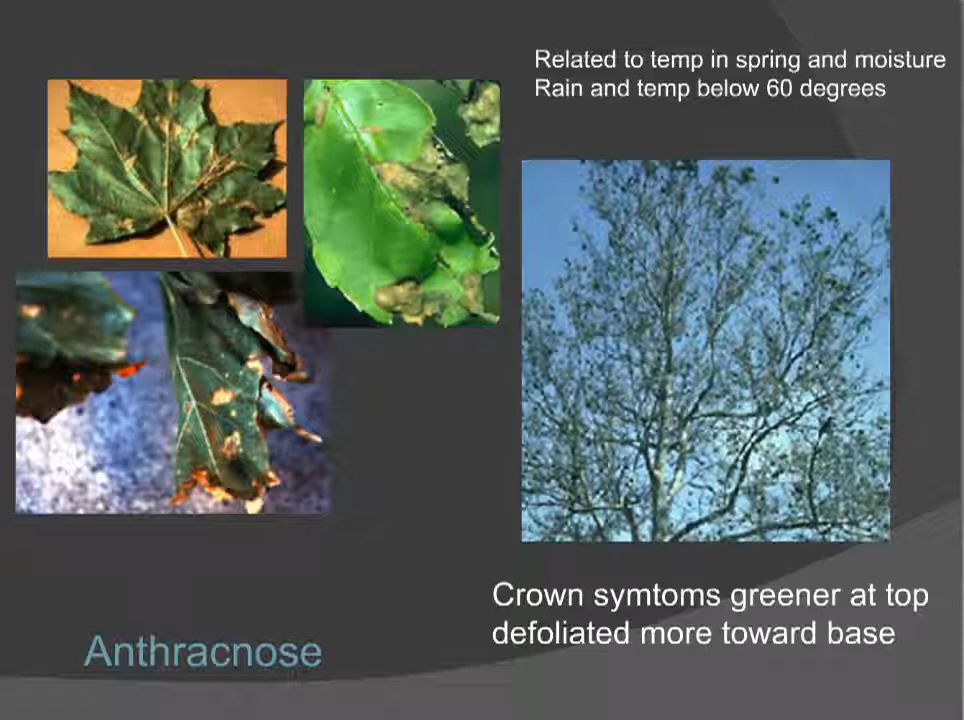 Related to temp in spring and moisture
Rain and temp below 60 degrees
Crown symtoms greener at top
defoliated more toward base
Anthracnose